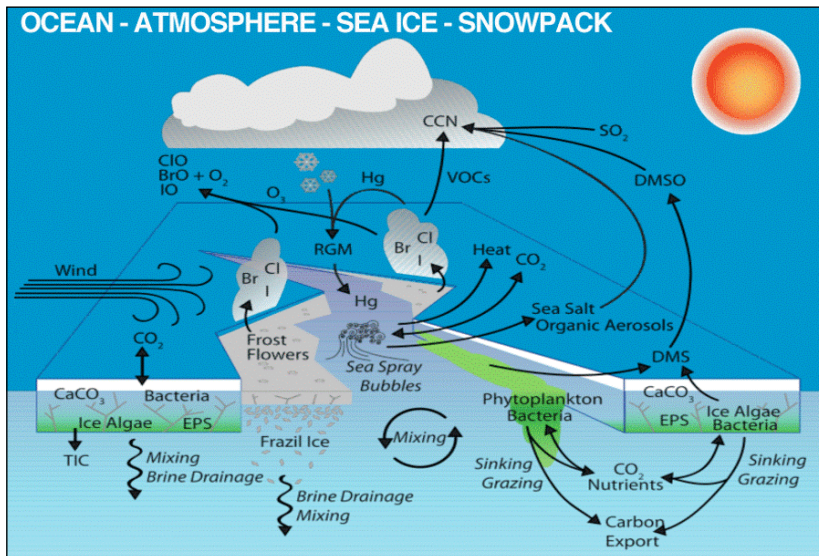 OCEAN - ATMOSPHERE - SEA ICE - SNOWPACK
CCN
SO₂
ClO
BrO + O₂
IO
O₃
Hg
VOCs
DMSO
RGM
Br Cl
I
Heat
CO₂
Wind
Br Cl
I
Hg
Sea Salt
Organic Aerosols
CO₂
Frost
Flowers
Sea Spray
Bubbles
DMS
CaCO₃
Bacteria
Ice Algae
EPS
Phytoplankton
Bacteria
CaCO₃
EPS
Ice Algae
Bacteria
Frazil Ice
Mixing
TIC
Mixing
Brine Drainage
Sinking
Grazing
CO₂
Nutrients
Sinking
Grazing
Brine Drainage
Mixing
Carbon
Export